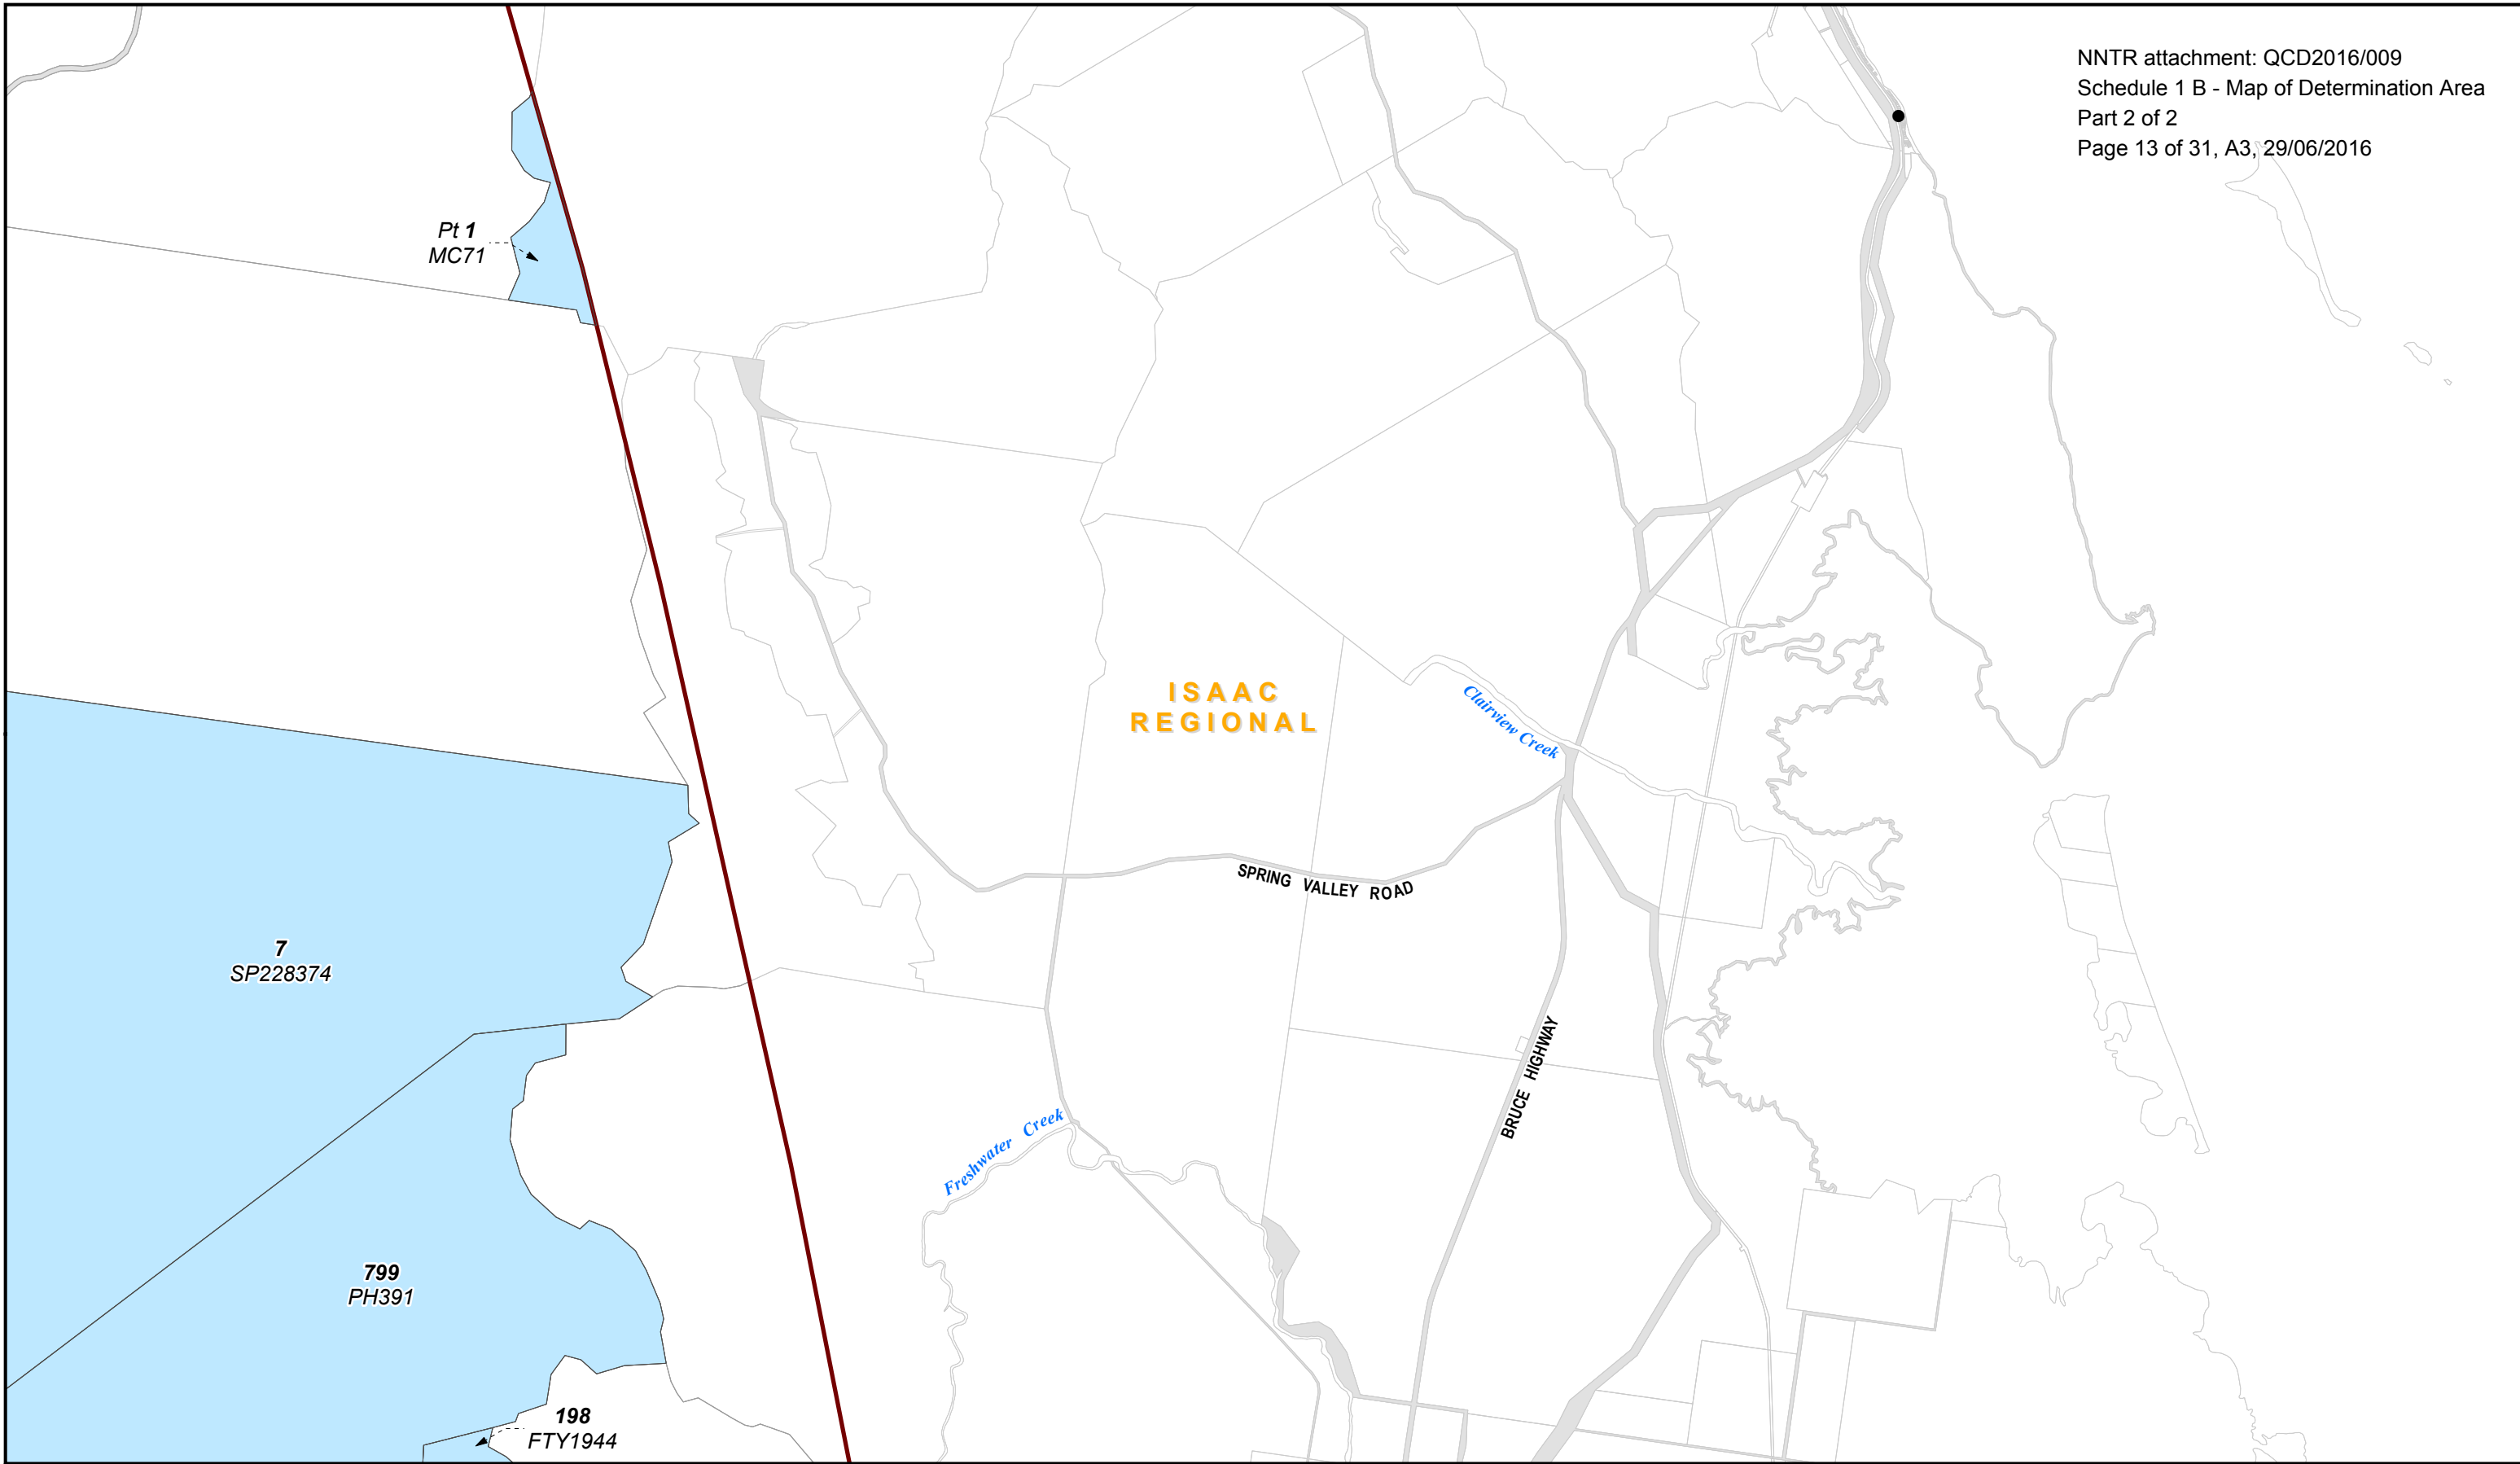 NNTR attachment: QCD2016/009
Schedule 1 B - Map of Determination Area
Part 2 of 2
Page 13 of 31, A3, 29/06/2016
Pt 1
MC71
ISAAC
REGIONAL
Clairview Creek
SPRING VALLEY ROAD
7
SP228374
BRUCE HIGHWAY
Freshwater Creek
799
PH391
198
FTY1944